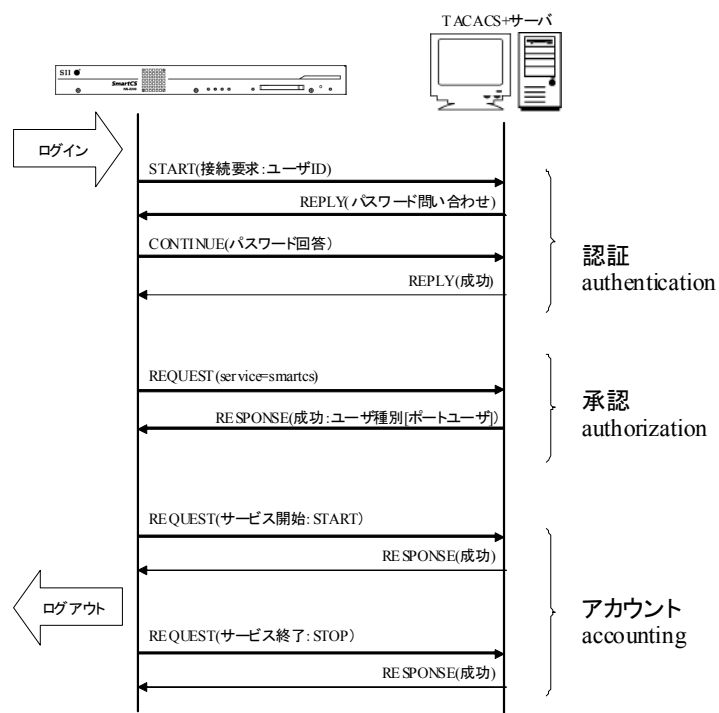 TACACS+サーバ
SII
SmartCS
ログイン
START(接続要求:ユーザID)
REPLY(パスワード問い合わせ)
CONTINUE(パスワード回答)
REPLY(成功)
認証
authentication
REQUEST(service=smartcs)
RESPONSE(成功:ユーザ種別[ポートユーザ])
承認
authorization
REQUEST(サービス開始:START)
RESPONSE(成功)
ログアウト
REQUEST(サービス終了:STOP)
RESPONSE(成功)
アカウント
accounting